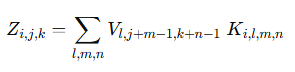 Z_{i,j,k} = \sum_{l,m,n} V_{l,j+m-1,k+n-1} K_{i,l,m,n}